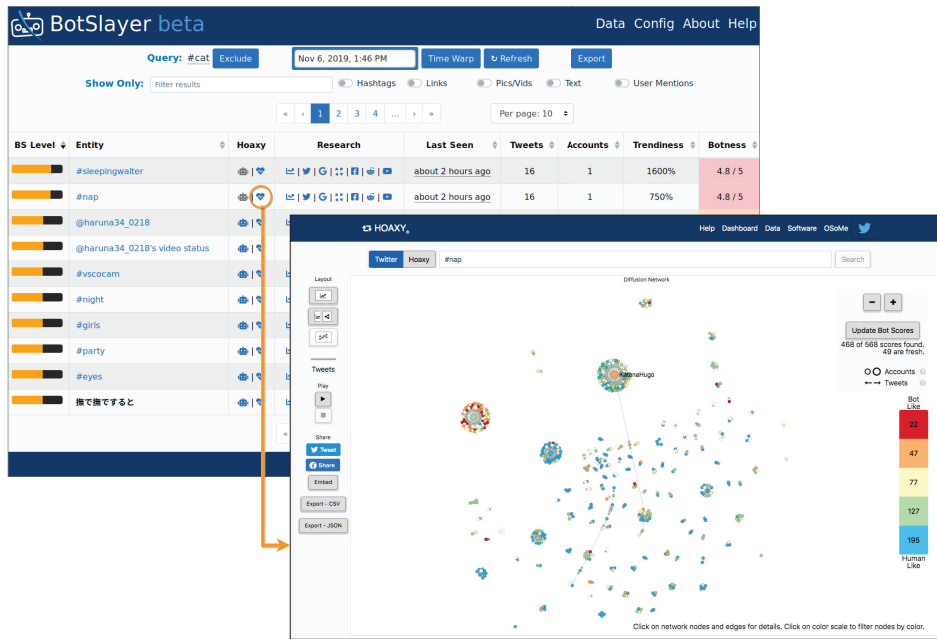 BotSlayer beta
Data Config About Help
Query: #cat Exclude Nov 6, 2019, 1:46 PM Time Warp ↻ Refresh Export
Show Only: Filter results Hashtags Links Pics/Vids Text User Mentions
« ‹ 1 2 3 4 ... › » Per page: 10
BS Level Entity Hoaxy Research Last Seen Tweets Accounts Trendiness Botness
#sleepingwalter about 2 hours ago 16 1 1600% 4.8 / 5
#nap about 2 hours ago 16 1 750% 4.8 / 5
@haruna34_0218
@haruna34_0218's video status
#vscocam
#night
#girls
#party
#eyes
撫で撫ですると
«
HOAXY
Help Dashboard Data Software OSoMe
Twitter Hoaxy #nap Search
Layout
Diffusion Network
− +
Update Bot Scores
468 of 568 scores found.
49 are fresh.
Accounts
Tweets
KatanaHugo
Tweets
Play
Share
Tweet
Share
Embed
Export - CSV
Export - JSON
Bot
Like
22
47
77
127
195
Human
Like
Click on network nodes and edges for details. Click on color scale to filter nodes by color.